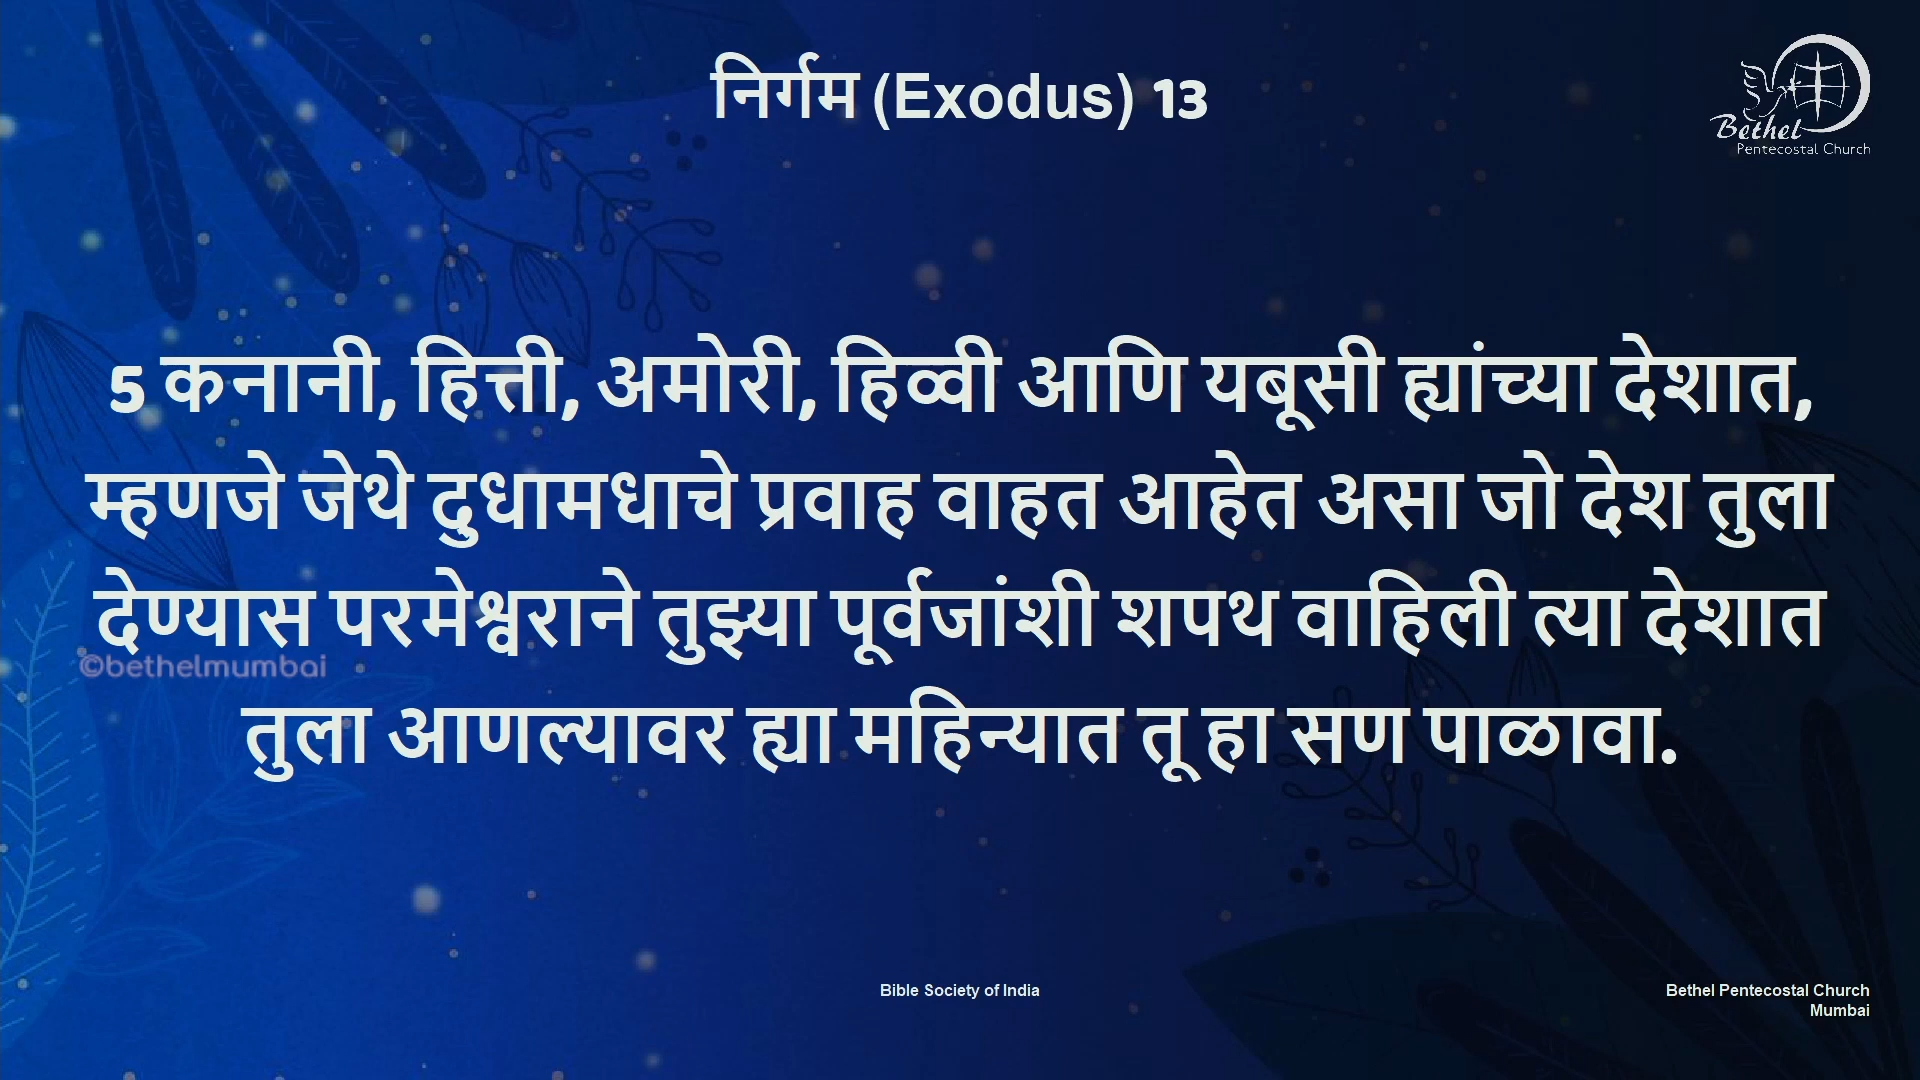 निर्गम (Exodus) 13
Bethel
Pentecostal Church
5 कनानी, हित्ती, अमोरी, हिव्वी आणि यबूसी ह्यांच्या देशात,
म्हणजे जेथे दुधामधाचे प्रवाह वाहत आहेत असा जो देश तुला
देण्यास परमेश्वराने तुझ्या पूर्वजांशी शपथ वाहिली त्या देशात
©bethelmumbai
तुला आणल्यावर ह्या महिन्यात तू हा सण पाळावा.
Bible Society of India
Bethel Pentecostal Church
Mumbai